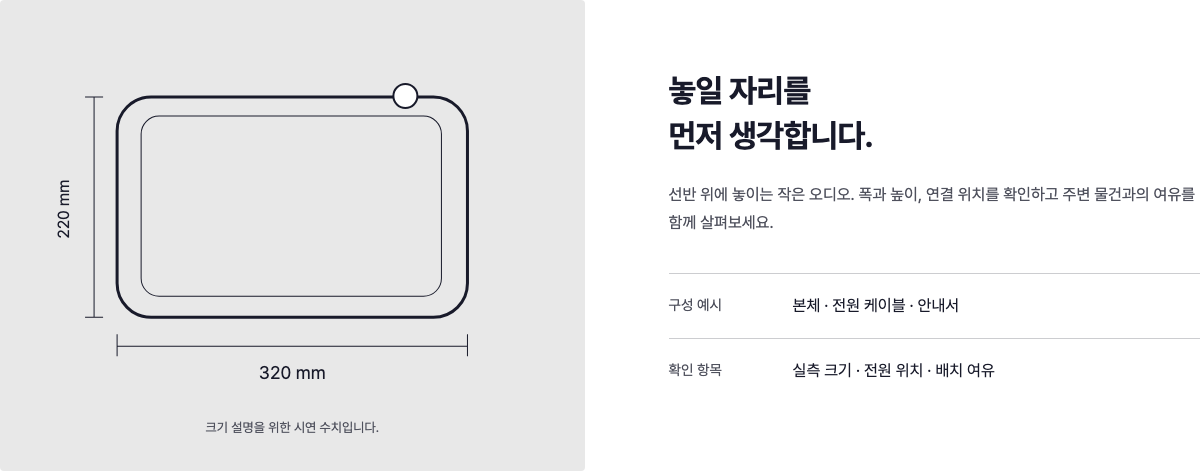 220 mm
320 mm
크기 설명을 위한 시연 수치입니다.
놓일 자리를
먼저 생각합니다.
선반 위에 놓이는 작은 오디오. 폭과 높이, 연결 위치를 확인하고 주변 물건과의 여유를
함께 살펴보세요.
구성 예시 본체 · 전원 케이블 · 안내서
확인 항목 실측 크기 · 전원 위치 · 배치 여유